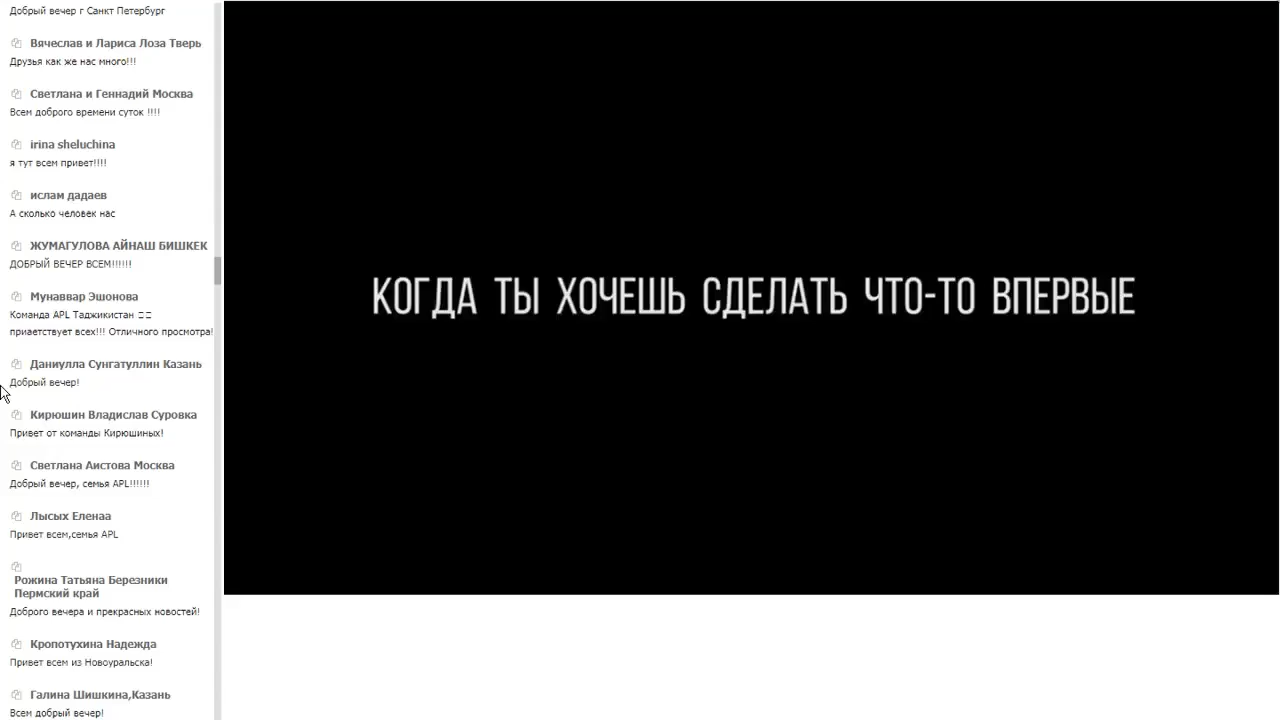 Добрый вечер г Санкт Петербург
Вячеслав и Лариса Лоза Тверь
Друзья как же нас много!!!
Светлана и Геннадий Москва
Всем доброго времени суток !!!!
irina sheluchina
я тут всем привет!!!!
ислам дадаев
А сколько человек нас
ЖУМАГУЛОВА АЙНАШ БИШКЕК
ДОБРЫЙ ВЕЧЕР ВСЕМ!!!!!!
Мунаввар Эшонова
Команда APL Таджикистан
приаетствует всех!!! Отличного просмотра!
Даниулла Сунгатуллин Казань
Добрый вечер!
Кирюшин Владислав Суровка
Привет от команды Кирюшиных!
Светлана Аистова Москва
Добрый вечер, семья APL!!!!!!
Лысых Еленаа
Привет всем,семья APL
Рожина Татьяна Березники
Пермский край
Доброго вечера и прекрасных новостей!
Кропотухина Надежда
Привет всем из Новоуральска!
Галина Шишкина,Казань
Всем добрый вечер!
КОГДА ТЫ ХОЧЕШЬ СДЕЛАТЬ ЧТО-ТО ВПЕРВЫЕ